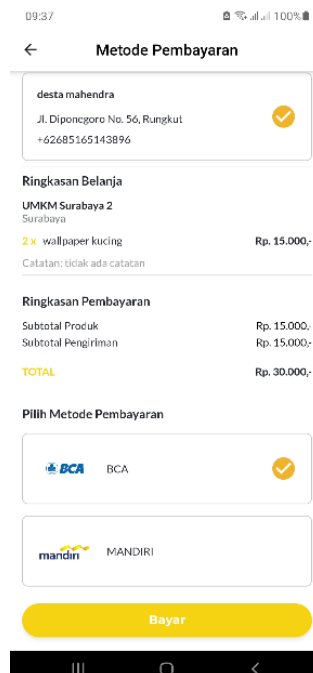 09:37
100%
Metode Pembayaran
desta mahendra
Jl. Diponegoro No. 56, Rungkut
+62685165143896
Ringkasan Belanja
UMKM Surabaya 2
Surabaya
2 x wallpaper kucing Rp. 15.000,-
Catatan: tidak ada catatan
Ringkasan Pembayaran
Subtotal Produk Rp. 15.000,-
Subtotal Pengiriman Rp. 15.000,-
TOTAL Rp. 30.000,-
Pilih Metode Pembayaran
BCA BCA
mandiri MANDIRI
Bayar